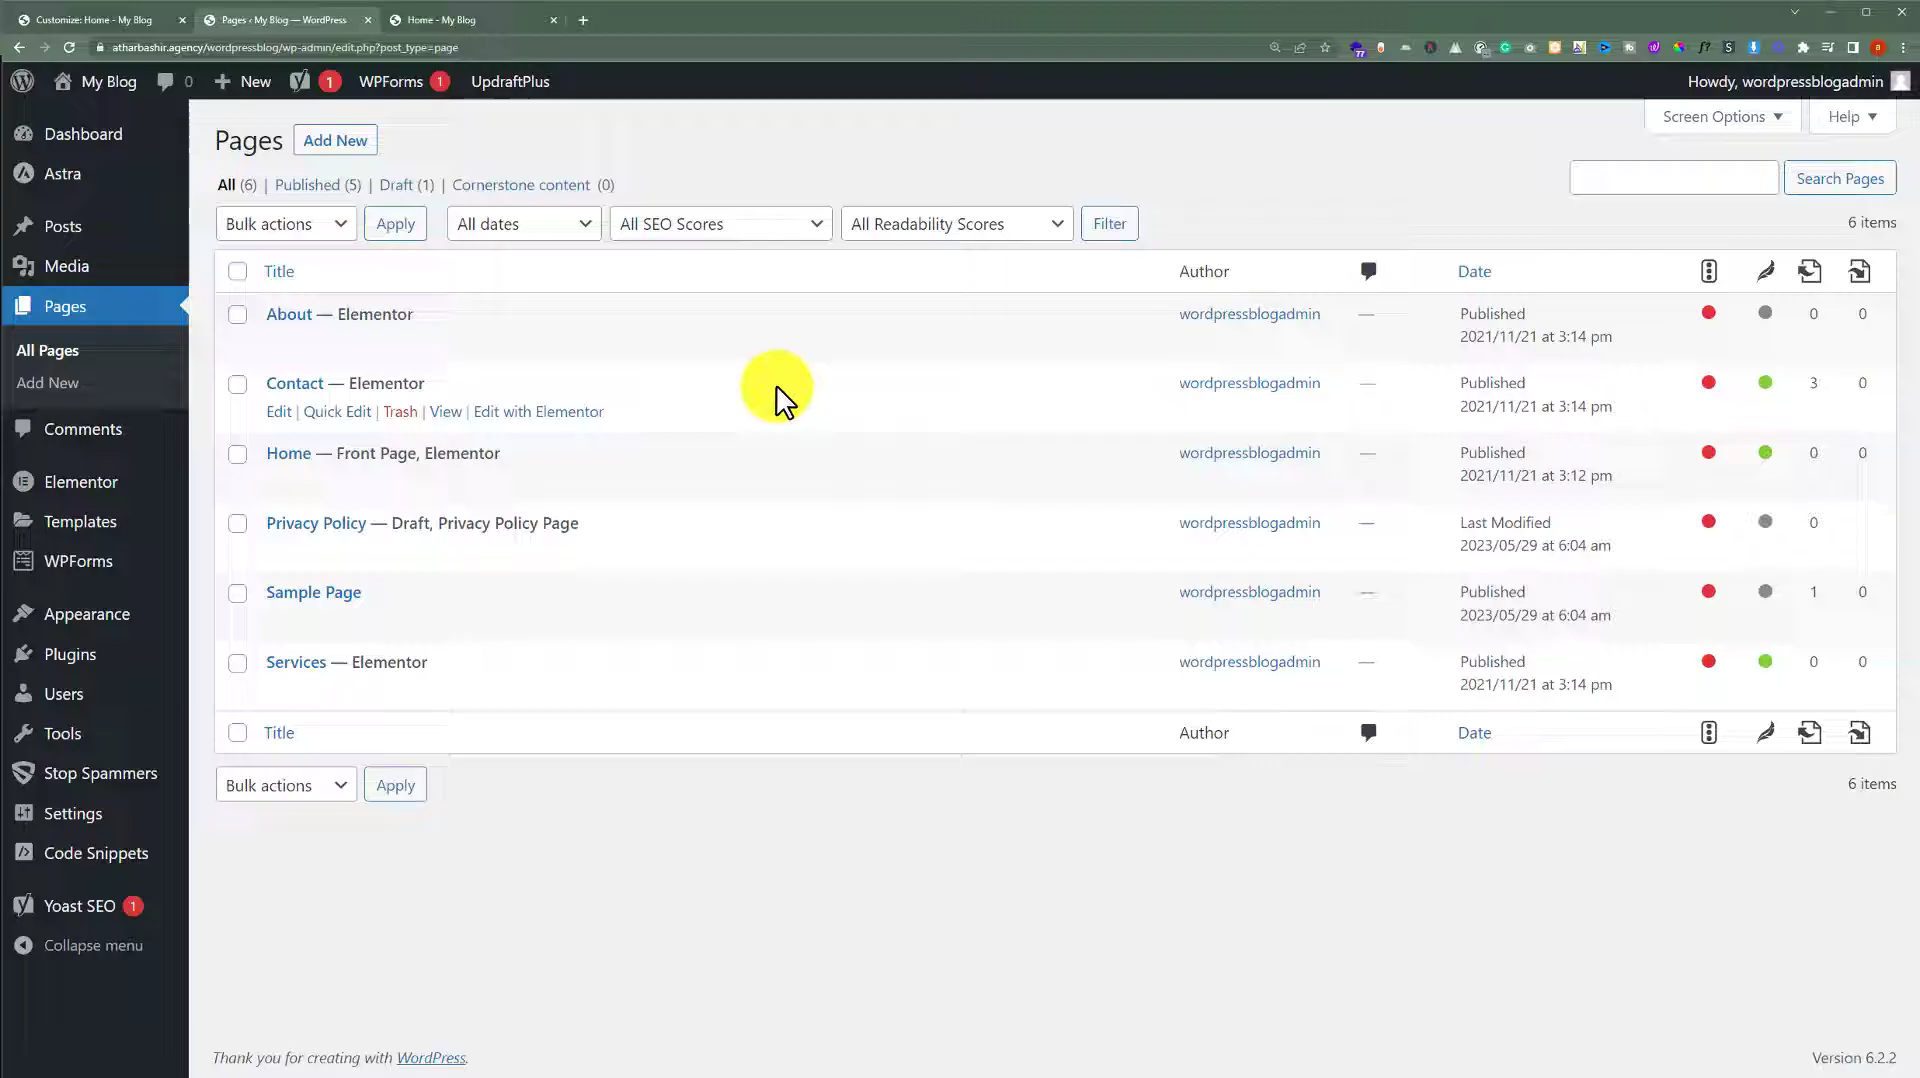 Customize: Home - My Blog
Pages ‹ My Blog — WordPress
Home - My Blog
atharbashir.agency/wordpressblog/wp-admin/edit.php?post_type=page
My Blog 0 New 1 WPForms 1 UpdraftPlus Howdy, wordpressblogadmin
Screen Options Help
Dashboard
Astra
Posts
Media
Pages
All Pages
Add New
Comments
Elementor
Templates
WPForms
Appearance
Plugins
Users
Tools
Stop Spammers
Settings
Code Snippets
Yoast SEO 1
Collapse menu
Pages Add New
All (6) | Published (5) | Draft (1) | Cornerstone content (0)
Search Pages
Bulk actions Apply All dates All SEO Scores All Readability Scores Filter
6 items
Title Author Date
About — Elementor wordpressblogadmin — Published 0 0
2021/11/21 at 3:14 pm
Contact — Elementor wordpressblogadmin — Published 3 0
Edit | Quick Edit | Trash | View | Edit with Elementor 2021/11/21 at 3:14 pm
Home — Front Page, Elementor wordpressblogadmin — Published 0 0
2021/11/21 at 3:12 pm
Privacy Policy — Draft, Privacy Policy Page wordpressblogadmin — Last Modified 0
2023/05/29 at 6:04 am
Sample Page wordpressblogadmin — Published 1 0
2023/05/29 at 6:04 am
Services — Elementor wordpressblogadmin — Published 0 0
2021/11/21 at 3:14 pm
Title Author Date
Bulk actions Apply 6 items
Thank you for creating with WordPress. Version 6.2.2